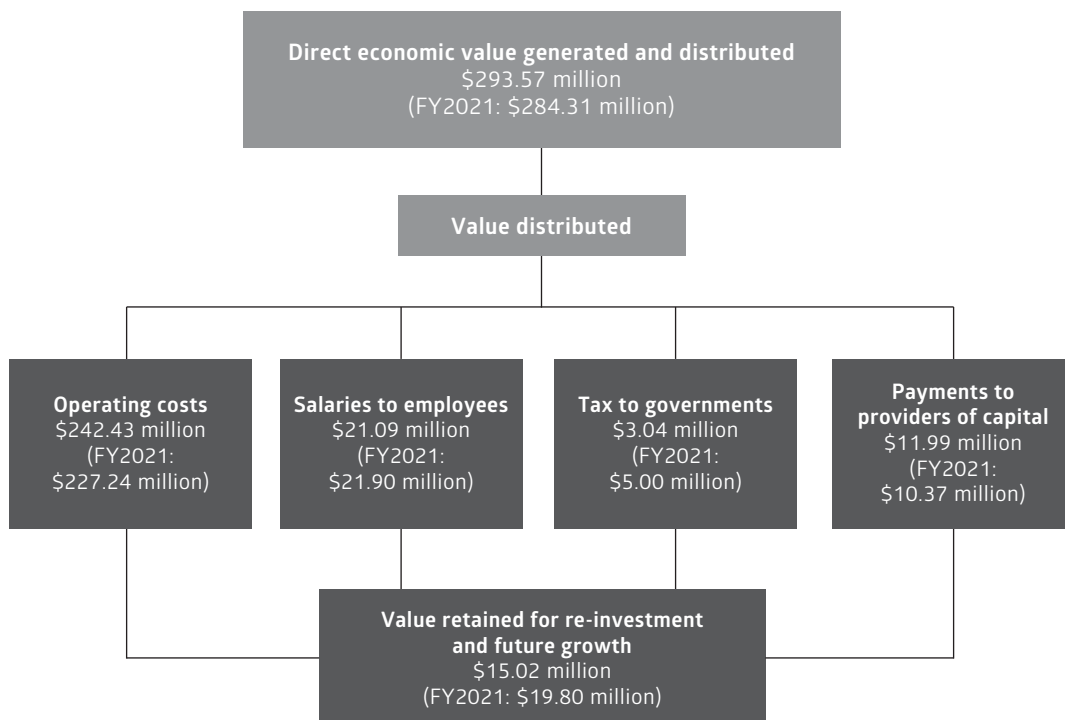 Direct economic value generated and distributed
$293.57 million
(FY2021: $284.31 million)
Value distributed
Operating costs
$242.43 million
(FY2021:
$227.24 million)
Salaries to employees
$21.09 million
(FY2021:
$21.90 million)
Tax to governments
$3.04 million
(FY2021:
$5.00 million)
Payments to
providers of capital
$11.99 million
(FY2021:
$10.37 million)
Value retained for re-investment
and future growth
$15.02 million
(FY2021: $19.80 million)